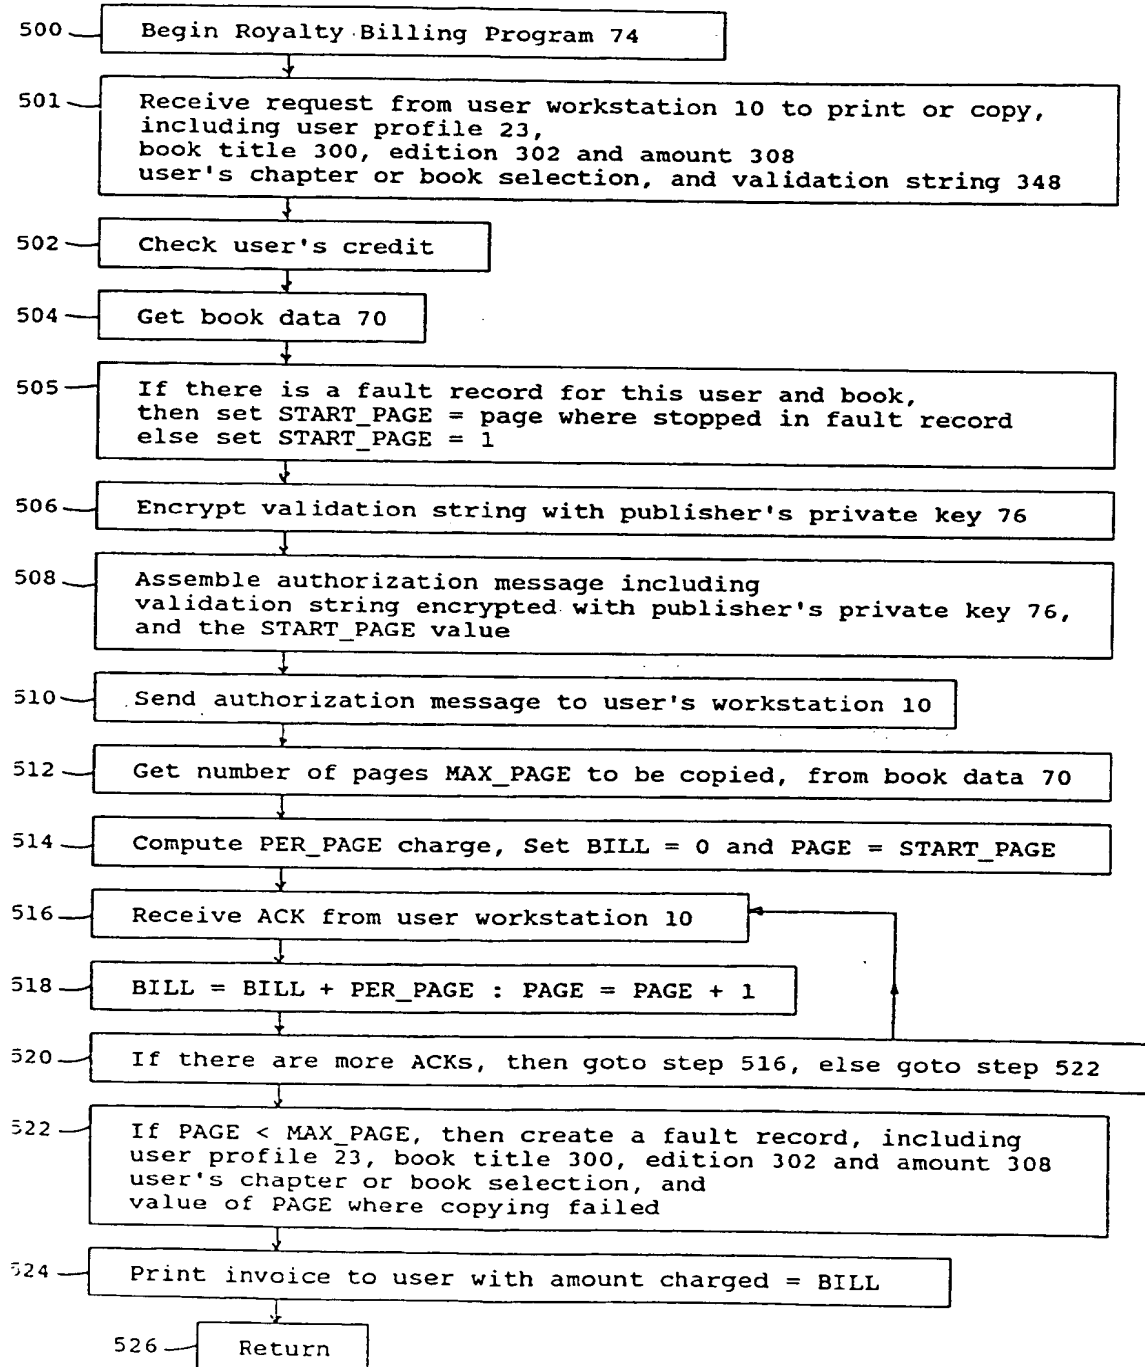 500 Begin Royalty Billing Program 74
501 Receive request from user workstation 10 to print or copy,
including user profile 23,
book title 300, edition 302 and amount 308
user's chapter or book selection, and validation string 348
502 Check user's credit
504 Get book data 70
505 If there is a fault record for this user and book,
then set START_PAGE = page where stopped in fault record
else set START_PAGE = 1
506 Encrypt validation string with publisher's private key 76
508 Assemble authorization message including
validation string encrypted with publisher's private key 76,
and the START_PAGE value
510 Send authorization message to user's workstation 10
512 Get number of pages MAX_PAGE to be copied, from book data 70
514 Compute PER_PAGE charge, Set BILL = 0 and PAGE = START_PAGE
516 Receive ACK from user workstation 10
518 BILL = BILL + PER_PAGE : PAGE = PAGE + 1
520 If there are more ACKs, then goto step 516, else goto step 522
522 If PAGE < MAX_PAGE, then create a fault record, including
user profile 23, book title 300, edition 302 and amount 308
user's chapter or book selection, and
value of PAGE where copying failed
524 Print invoice to user with amount charged = BILL
526 Return